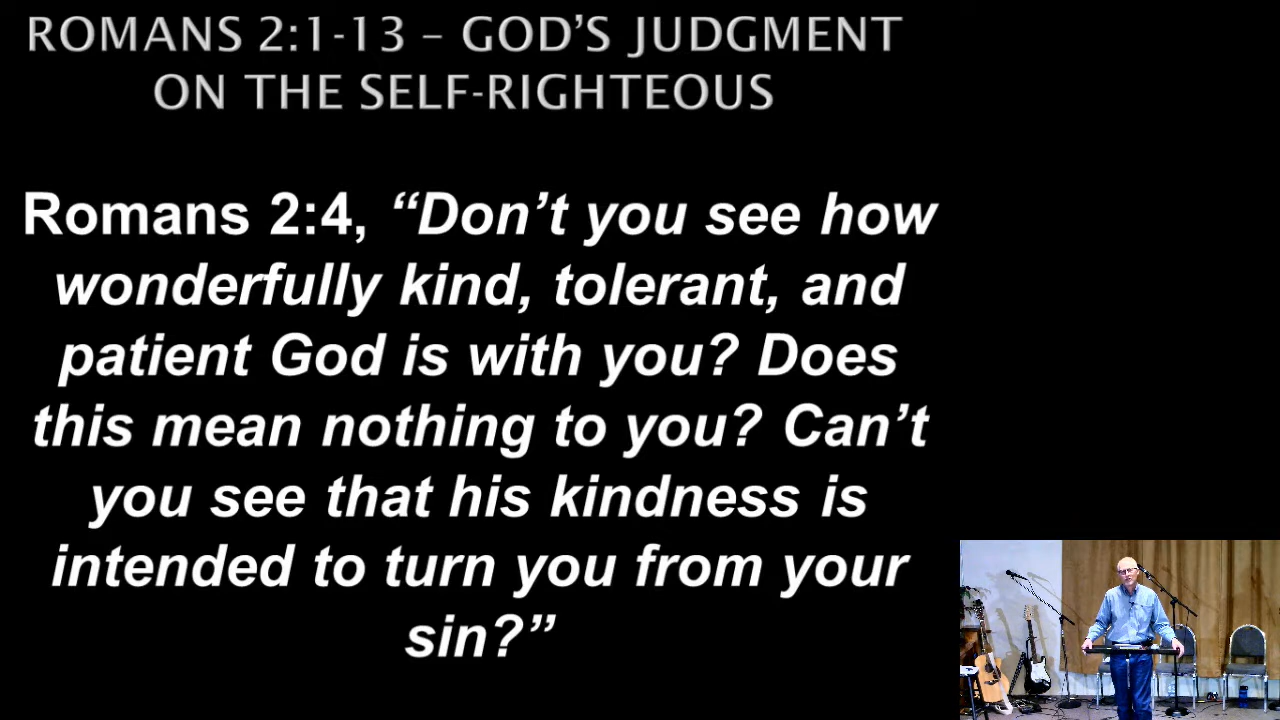 ROMANS 2:1-13 – GOD’S JUDGMENT
ON THE SELF-RIGHTEOUS
Romans 2:4, “Don’t you see how
wonderfully kind, tolerant, and
patient God is with you? Does
this mean nothing to you? Can’t
you see that his kindness is
intended to turn you from your
sin?”